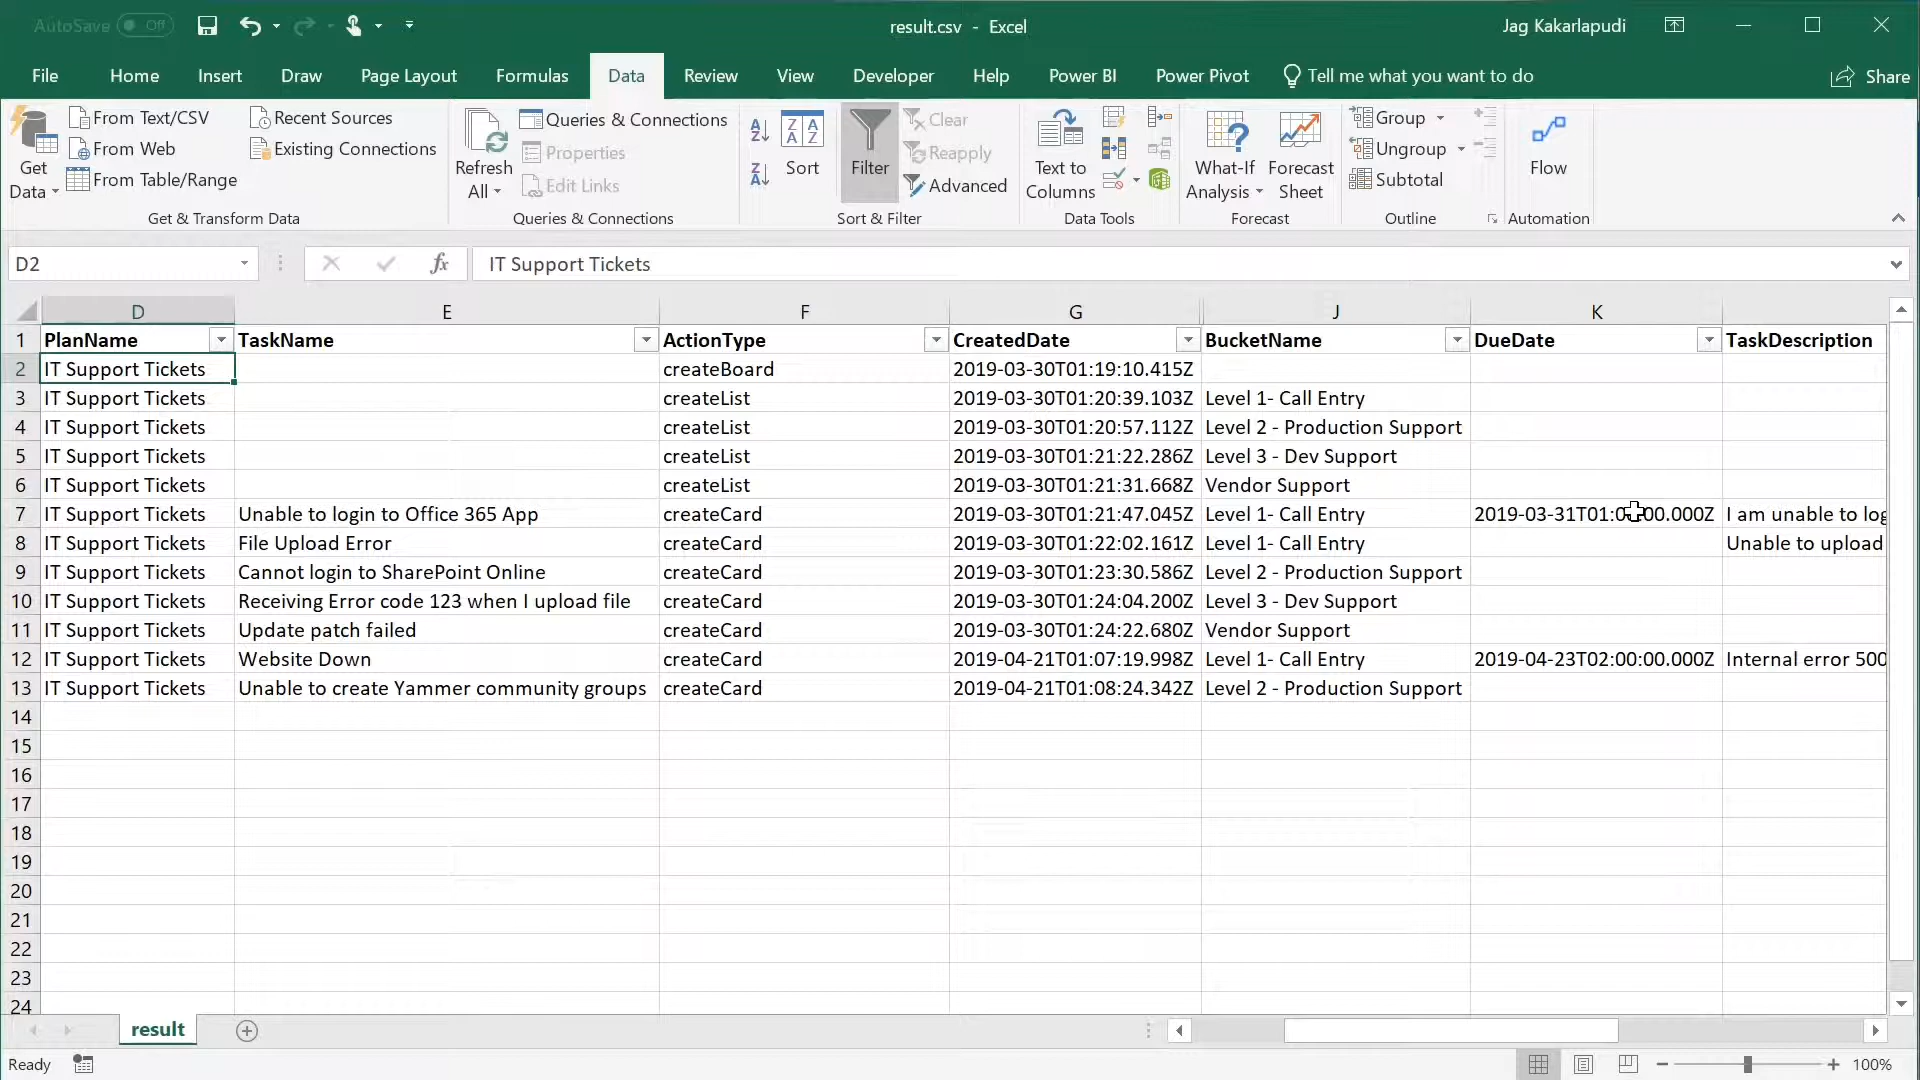 AutoSave Off result.csv - Excel Jag Kakarlapudi
File Home Insert Draw Page Layout Formulas Data Review View Developer Help Power BI Power Pivot Tell me what you want to do Share
Get Data
From Text/CSV
From Web
From Table/Range
Recent Sources
Existing Connections
Get & Transform Data
Refresh All
Queries & Connections
Properties
Edit Links
Queries & Connections
Sort
Filter
Clear
Reapply
Advanced
Sort & Filter
Text to Columns
Data Tools
What-If Analysis
Forecast Sheet
Forecast
Group
Ungroup
Subtotal
Outline
Flow
Automation
D2 fx IT Support Tickets
D E F G J K
1 PlanName TaskName ActionType CreatedDate BucketName DueDate TaskDescription
2 IT Support Tickets createBoard 2019-03-30T01:19:10.415Z
3 IT Support Tickets createList 2019-03-30T01:20:39.103Z Level 1- Call Entry
4 IT Support Tickets createList 2019-03-30T01:20:57.112Z Level 2 - Production Support
5 IT Support Tickets createList 2019-03-30T01:21:22.286Z Level 3 - Dev Support
6 IT Support Tickets createList 2019-03-30T01:21:31.668Z Vendor Support
7 IT Support Tickets Unable to login to Office 365 App createCard 2019-03-30T01:21:47.045Z Level 1- Call Entry I am unable to
8 IT Support Tickets File Upload Error createCard 2019-03-30T01:22:02.161Z Level 1- Call Entry Unable to upload
9 IT Support Tickets Cannot login to SharePoint Online createCard 2019-03-30T01:23:30.586Z Level 2 - Production Support
10 IT Support Tickets Receiving Error code 123 when I upload file createCard 2019-03-30T01:24:04.200Z Level 3 - Dev Support
11 IT Support Tickets Update patch failed createCard 2019-03-30T01:24:22.680Z Vendor Support
12 IT Support Tickets Website Down createCard 2019-04-21T01:07:19.998Z Level 1- Call Entry 2019-04-23T02:00:00.000Z Internal error 500
13 IT Support Tickets Unable to create Yammer community groups createCard 2019-04-21T01:08:24.342Z Level 2 - Production Support
14
15
16
17
18
19
20
21
22
23
24
result
Ready 100%